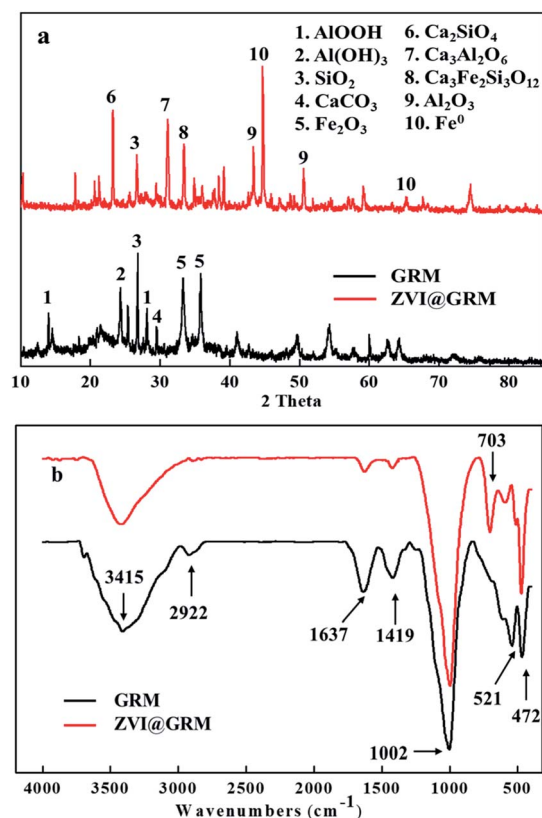 a
1. AlOOH 6. Ca₂SiO₄
2. Al(OH)₃ 7. Ca₃Al₂O₆
3. SiO₂ 8. Ca₃Fe₂Si₃O₁₂
4. CaCO₃ 9. Al₂O₃
5. Fe₂O₃ 10. Fe⁰
6 3 7 8 9 10 9 10
1 2 3 1 4 5 5
GRM
ZVI@GRM
10 20 30 40 50 60 70 80
2 Theta
b
703
3415
2922
1637
1419
521
472
1002
GRM
ZVI@GRM
4000 3500 3000 2500 2000 1500 1000 500
Wavenumbers (cm⁻¹)